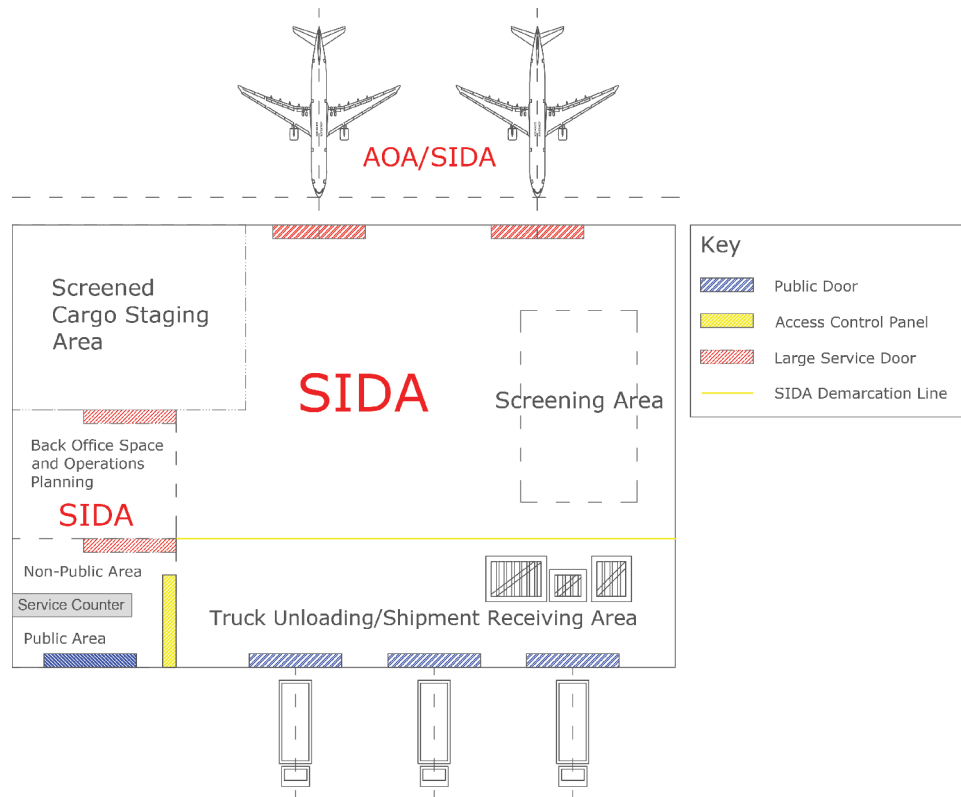 AOA/SIDA
Screened
Cargo Staging
Area
SIDA
Screening Area
Back Office Space
and Operations
Planning
SIDA
Non-Public Area
Service Counter
Public Area
Truck Unloading/Shipment Receiving Area
Key
Public Door
Access Control Panel
Large Service Door
SIDA Demarcation Line